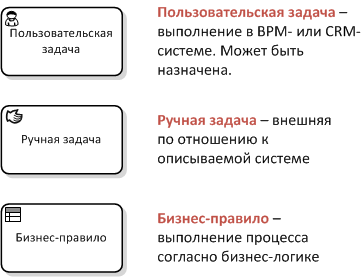 Пользовательская
задача
Пользовательская задача –
выполнение в BPM- или CRM-
системе. Может быть
назначена.
Ручная задача
Ручная задача – внешняя
по отношению к
описываемой системе
Бизнес-правило
Бизнес-правило –
выполнение процесса
согласно бизнес-логике